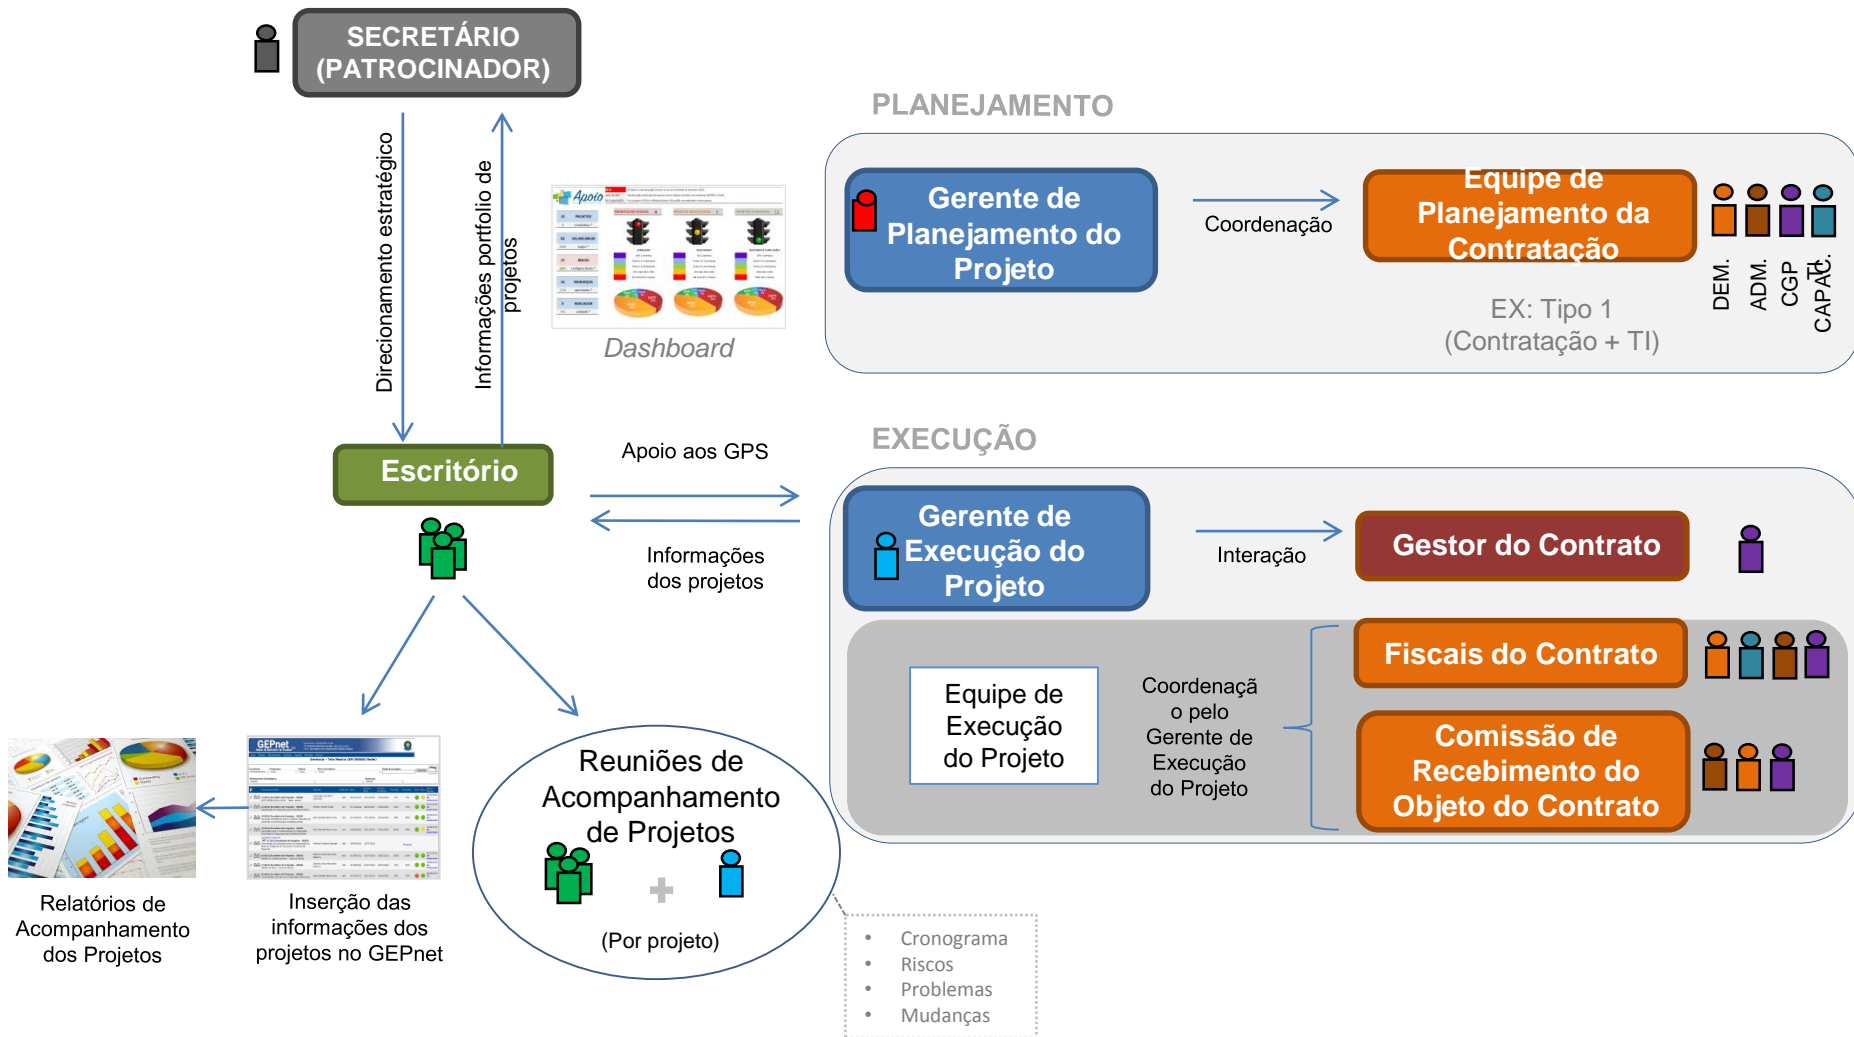 SECRETÁRIO
(PATROCINADOR)
Direcionamento estratégico
Informações portfolio de
projetos
Apoio
Dashboard
PLANEJAMENTO
Gerente de
Planejamento do
Projeto
Coordenação
Equipe de
Planejamento da
Contratação
EX: Tipo 1
(Contratação + TI)
DEM.
ADM.
CGP
TI
CAPAC.
Escritório
Apoio aos GPS
Informações
dos projetos
EXECUÇÃO
Gerente de
Execução do
Projeto
Interação
Gestor do Contrato
Equipe de
Execução
do Projeto
Coordenaçã
o pelo
Gerente de
Execução
do Projeto
Fiscais do Contrato
Comissão de
Recebimento do
Objeto do Contrato
Relatórios de
Acompanhamento
dos Projetos
GEPnet
Inserção das
informações dos
projetos no GEPnet
Reuniões de
Acompanhamento
de Projetos
(Por projeto)
• Cronograma
• Riscos
• Problemas
• Mudanças